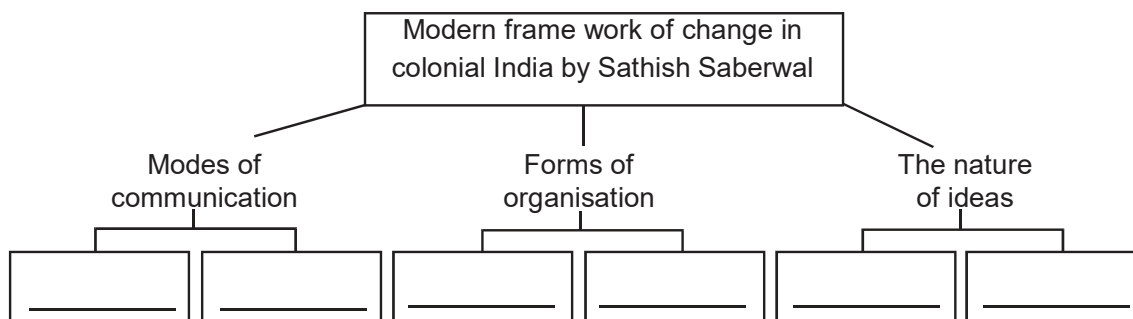 Modern frame work of change in
colonial India by Sathish Saberwal
Modes of
communication
Forms of
organisation
The nature
of ideas